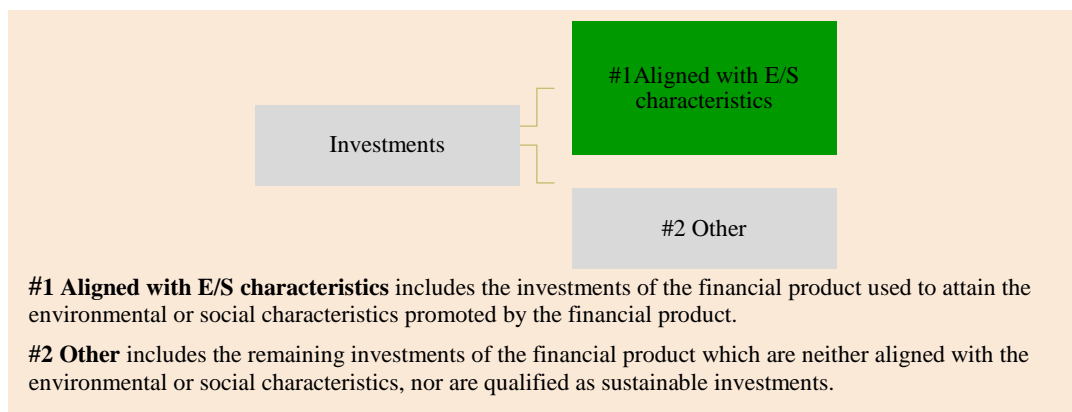 #1Aligned with E/S
characteristics
Investments
#2 Other
#1 Aligned with E/S characteristics includes the investments of the financial product used to attain the
environmental or social characteristics promoted by the financial product.
#2 Other includes the remaining investments of the financial product which are neither aligned with the
environmental or social characteristics, nor are qualified as sustainable investments.